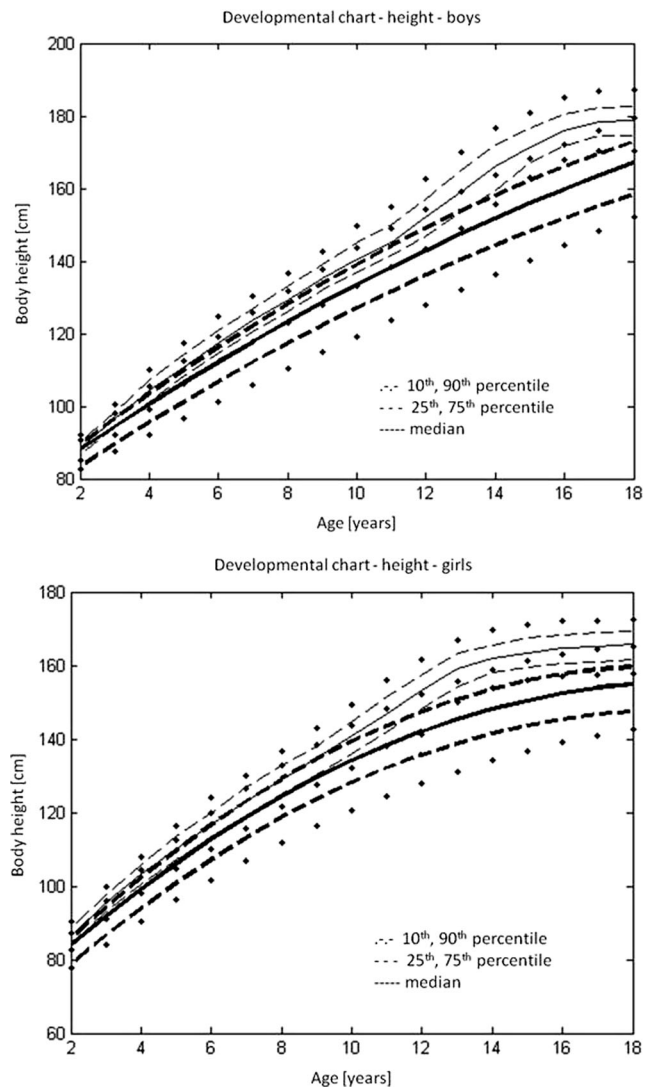 Developmental chart - height - boys
200
180
160
140
120
100
80
Body height [cm]
.-.- 10th, 90th percentile
- - - 25th, 75th percentile
----- median
2 4 6 8 10 12 14 16 18
Age [years]
Developmental chart - height - girls
180
160
140
120
100
80
60
Body height [cm]
.-.- 10th, 90th percentile
- - - 25th, 75th percentile
----- median
2 4 6 8 10 12 14 16 18
Age [years]